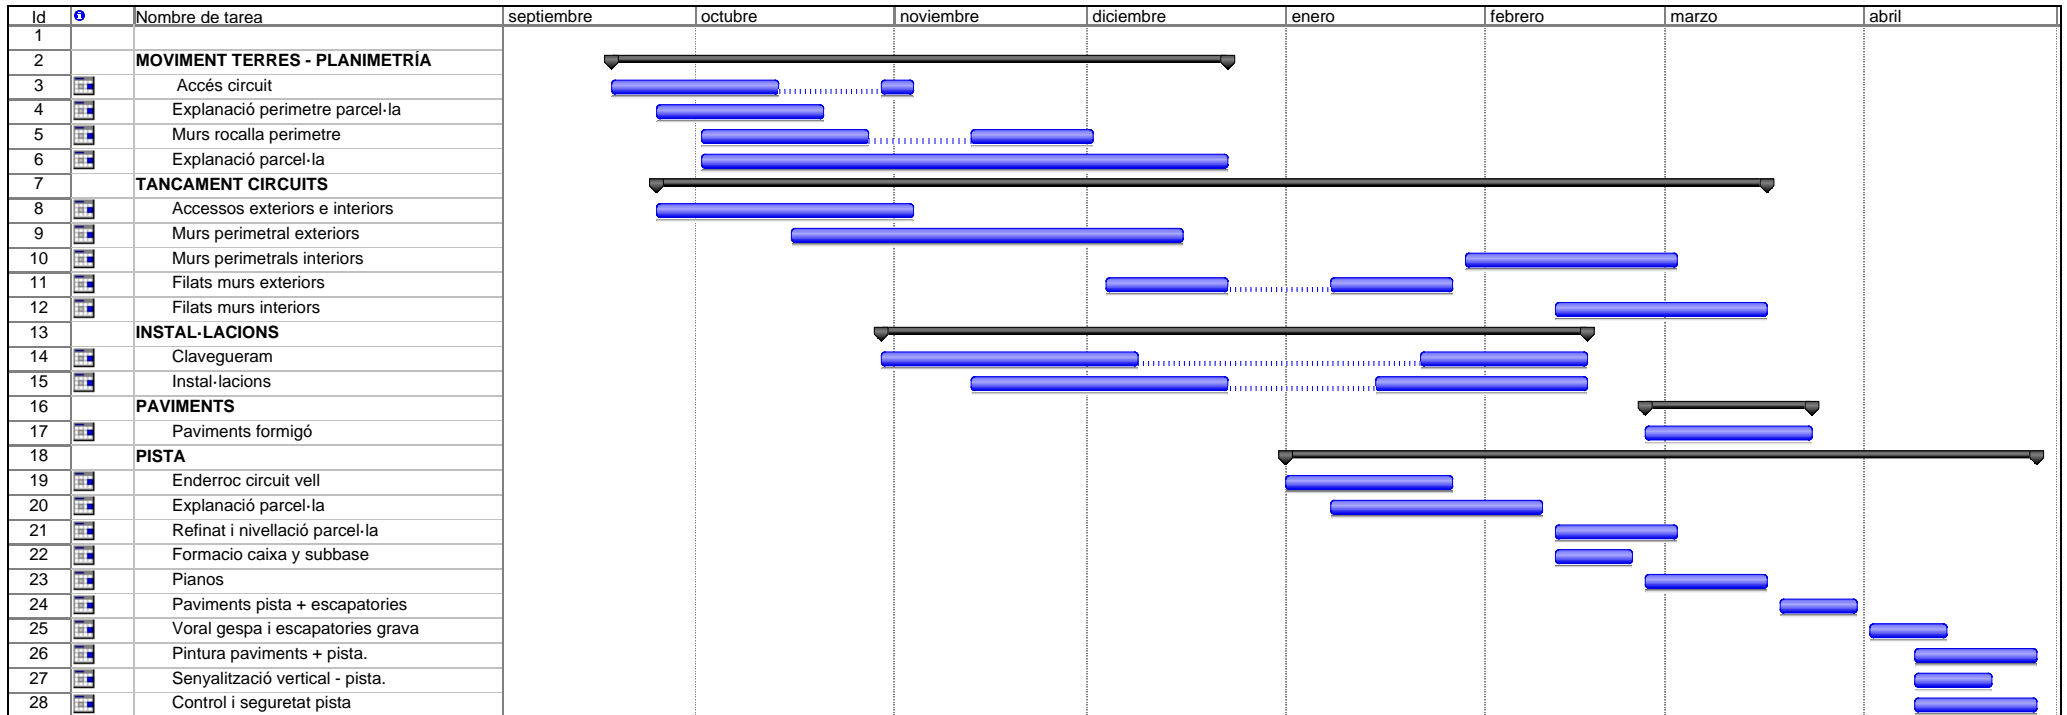 Id Nombre de tarea septiembre octubre noviembre diciembre enero febrero marzo abril
1
2 MOVIMENT TERRES - PLANIMETRÍA
3 Accés circuit
4 Explanació perimetre parcel·la
5 Murs rocalla perimetre
6 Explanació parcel·la
7 TANCAMENT CIRCUITS
8 Accessos exteriors e interiors
9 Murs perimetral exteriors
10 Murs perimetrals interiors
11 Filats murs exteriors
12 Filats murs interiors
13 INSTAL·LACIONS
14 Clavegueram
15 Instal·lacions
16 PAVIMENTS
17 Paviments formigó
18 PISTA
19 Enderroc circuit vell
20 Explanació parcel·la
21 Refinat i nivellació parcel·la
22 Formacio caixa y subbase
23 Pianos
24 Paviments pista + escapatories
25 Voral gespa i escapatories grava
26 Pintura paviments + pista.
27 Senyalització vertical - pista.
28 Control i seguretat pista